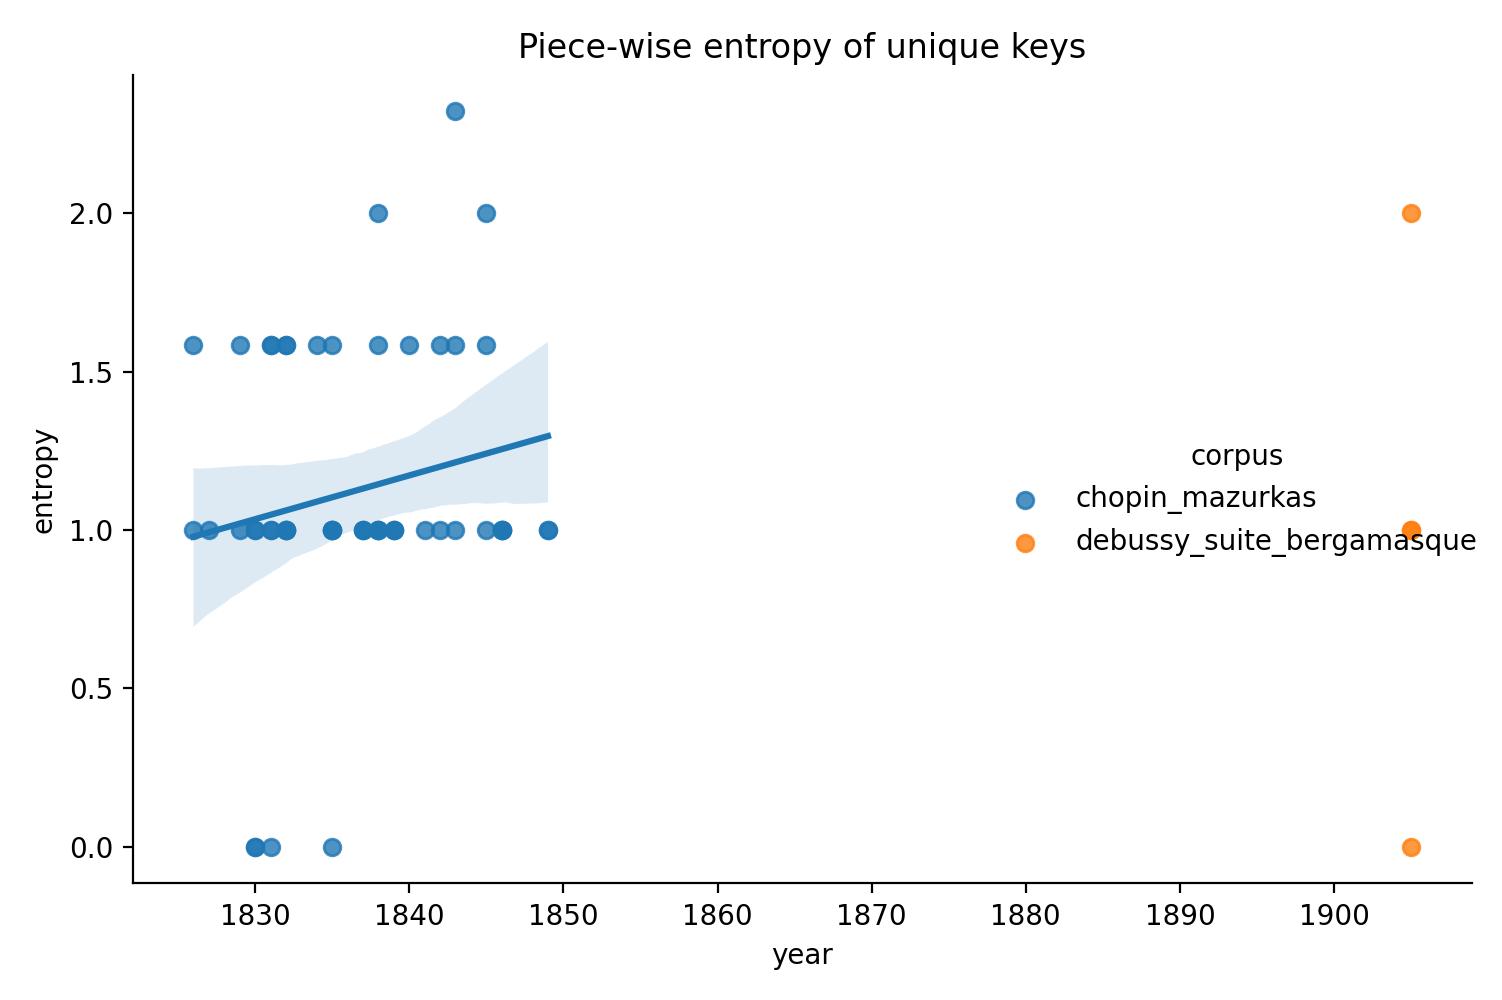 Piece-wise entropy of unique keys
2.0
1.5
1.0
0.5
0.0
entropy
corpus
chopin_mazurkas
debussy_suite_bergamasque
1830 1840 1850 1860 1870 1880 1890 1900
year